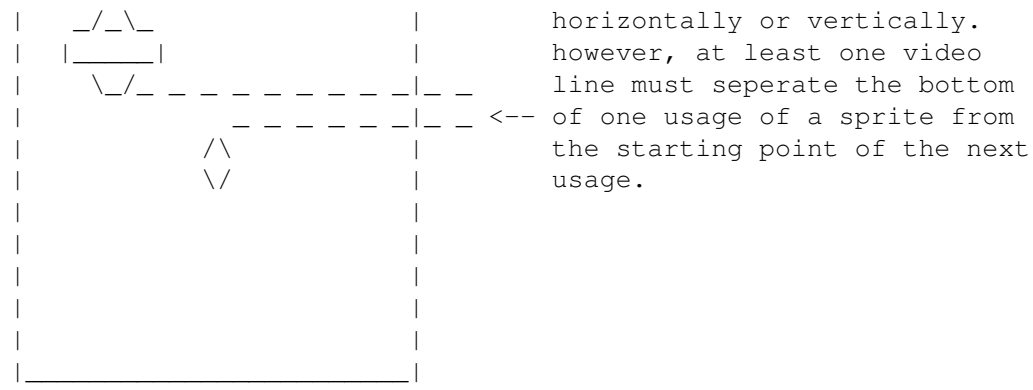 horizontally or vertically.
however, at least one video
line must seperate the bottom
<-- of one usage of a sprite from
the starting point of the next
usage.